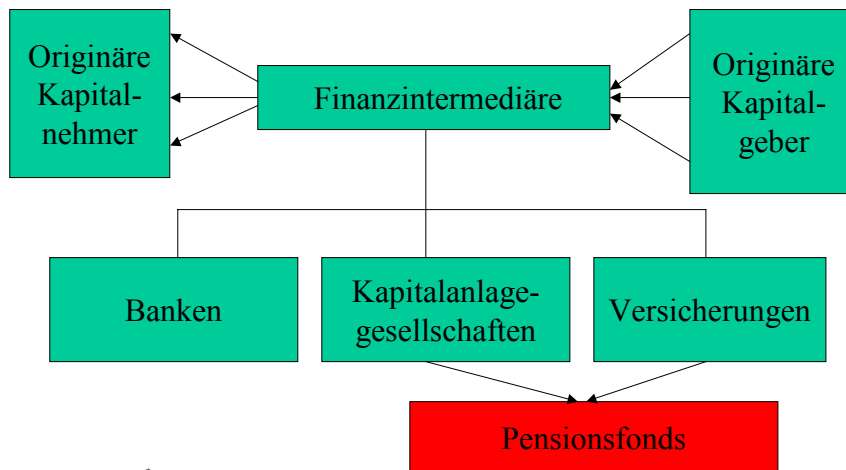 Originäre
Kapital-
nehmer
Finanzintermediäre
Originäre
Kapital-
geber
Banken
Kapitalanlage-
gesellschaften
Versicherungen
Pensionsfonds